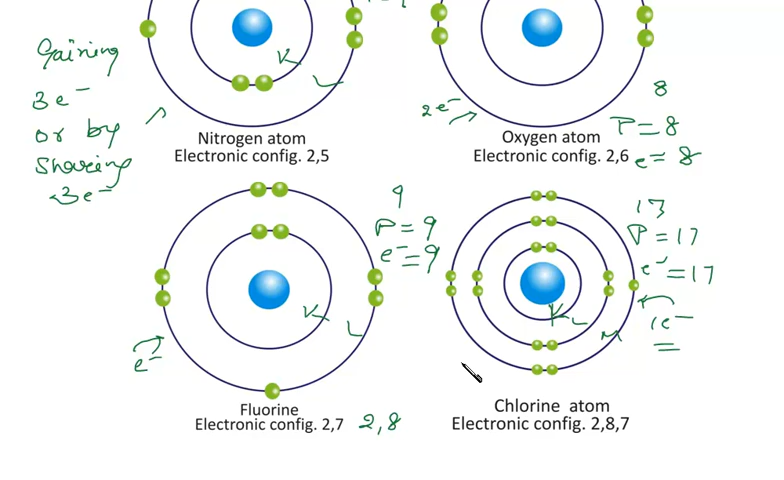 Gaining
3e⁻
or by
Sharing
3e⁻
K
L
Nitrogen atom
Electronic config. 2,5
2e⁻
8
P=8
e=8
Oxygen atom
Electronic config. 2,6
9
P=9
e⁻=9
K
L
e⁻
Fluorine
Electronic config. 2,7 2,8
17
P=17
e⁻=17
1e⁻
K
L
M
Chlorine atom
Electronic config. 2,8,7